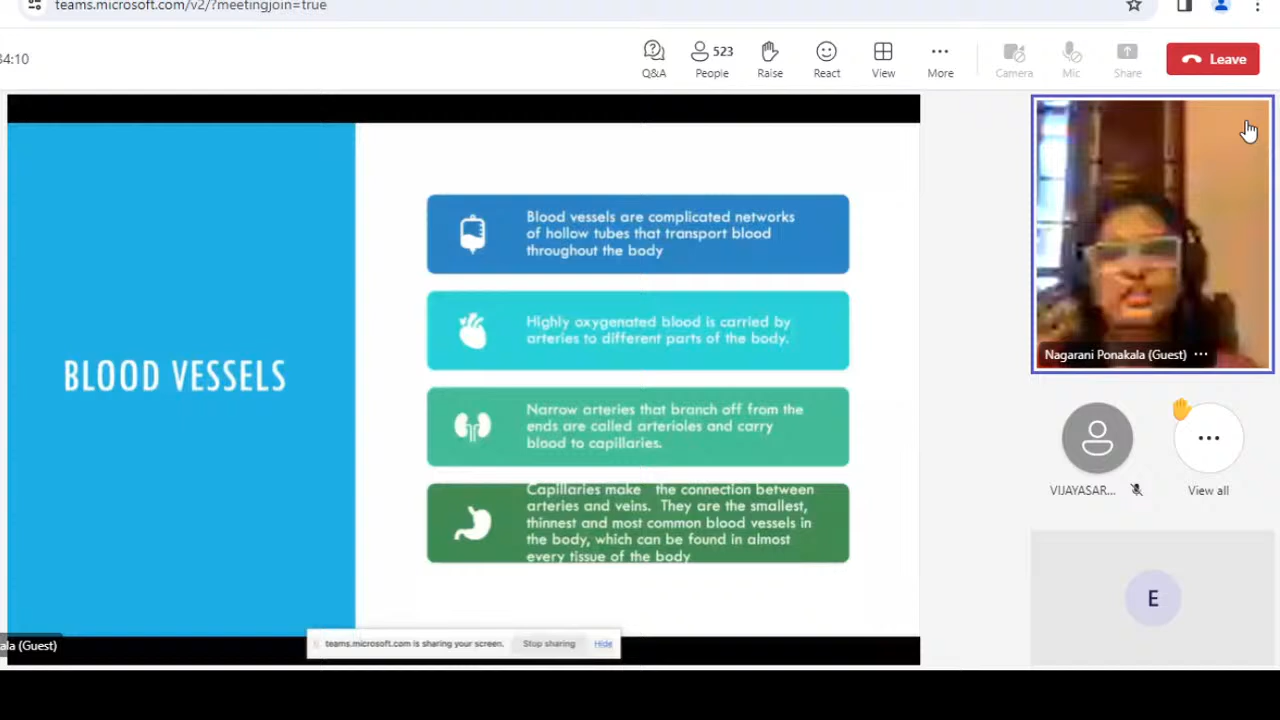 teams.microsoft.com/v2/?meetingjoin=true
34:10
523
Q&A
People
Raise
React
View
More
Camera
Mic
Share
Leave
BLOOD VESSELS
Blood vessels are complicated networks
of hollow tubes that transport blood
throughout the body
Highly oxygenated blood is carried by
arteries to different parts of the body.
Narrow arteries that branch off from the
ends are called arterioles and carry
blood to capillaries.
Capillaries make the connection between
arteries and veins. They are the smallest,
thinnest and most common blood vessels in
the body, which can be found in almost
every tissue of the body
teams.microsoft.com is sharing your screen.
Stop sharing
Hide
ala (Guest)
Nagarani Ponakala (Guest)
VIJAYASAR...
View all
E